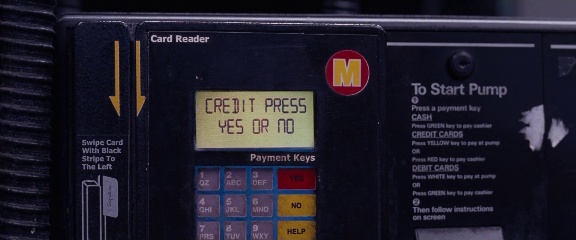 Card Reader
M
CREDIT PRESS
YES OR NO
Swipe Card
With Black
Stripe To
The Left
Payment Keys
1 QZ
2 ABC
3 DEF
YES
4 GHI
5 JKL
6 MNO
NO
7 PRS
8 TUV
9 WXY
HELP
To Start Pump
1
Press a payment key
CASH
Press GREEN key to pay cashier
CREDIT CARDS
Press YELLOW key to pay at pump
OR
Press RED key to pay cashier
DEBIT CARDS
Press WHITE key to pay at pump
OR
Press GREEN key to pay cashier
2
Then follow instructions
on screen